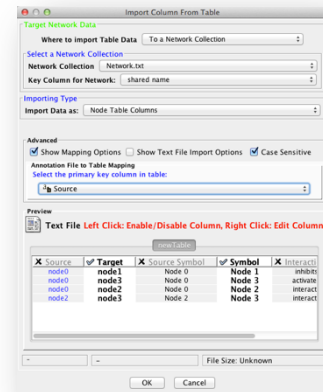 Import Column From Table
Target Network Data
Where to import Table Data To a Network Collection
Select a Network Collection
Network Collection Network.txt
Key Column for Network: shared name
Importing Type
Import Data as: Node Table Columns
Advanced
Show Mapping Options Show Text File Import Options Case Sensitive
Annotation File to Table Mapping
Select the primary key column in table:
Source
Preview
Text File Left Click: Enable/Disable Column, Right Click: Edit Column
newTable
Source Target Source Symbol Symbol Interacti
node0 node1 Node 0 Node 1 inhibits
node0 node3 Node 0 Node 3 activate
node0 node2 Node 0 Node 2 interact
node2 node3 Node 2 Node 3 interact
File Size: Unknown
OK Cancel